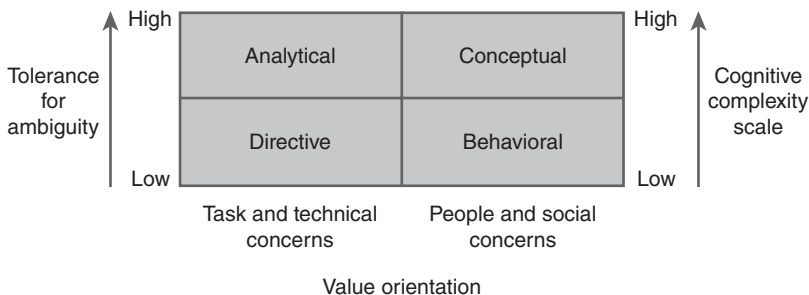 High
High
Analytical
Conceptual
Tolerance
for
ambiguity
Cognitive
complexity
scale
Directive
Behavioral
Low
Low
Task and technical
concerns
People and social
concerns
Value orientation